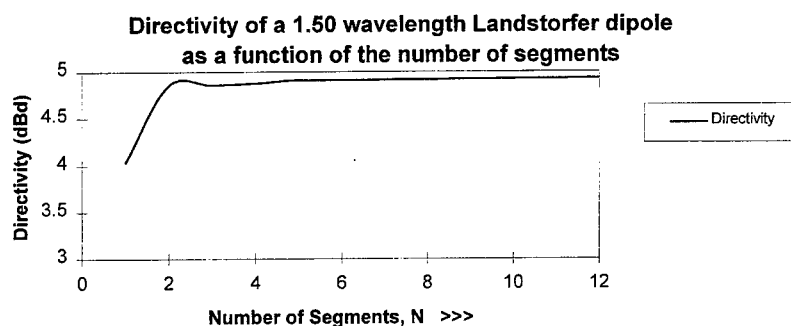 Directivity of a 1.50 wavelength Landstorfer dipole
as a function of the number of segments
Directivity (dBd)
5
4.5
4
3.5
3
0 2 4 6 8 10 12
Number of Segments, N >>>
Directivity